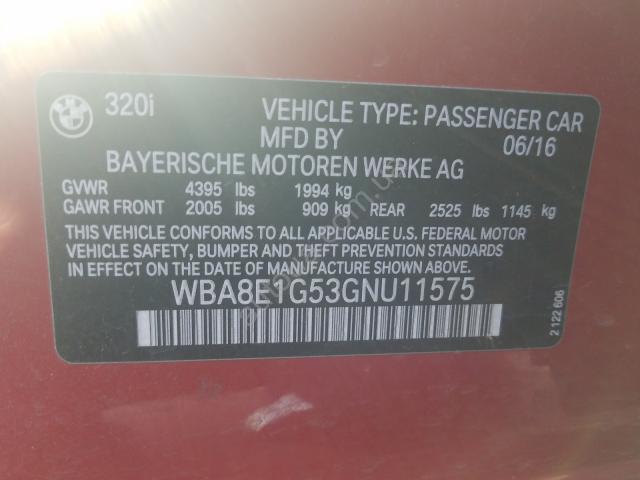 BMW
320i
VEHICLE TYPE: PASSENGER CAR
MFD BY 06/16
BAYERISCHE MOTOREN WERKE AG
GVWR 4395 lbs 1994 kg
GAWR FRONT 2005 lbs 909 kg REAR 2525 lbs 1145 kg
THIS VEHICLE CONFORMS TO ALL APPLICABLE U.S. FEDERAL MOTOR
VEHICLE SAFETY, BUMPER AND THEFT PREVENTION STANDARDS
IN EFFECT ON THE DATE OF MANUFACTURE SHOWN ABOVE.
WBA8E1G53GNU11575
2 122 606